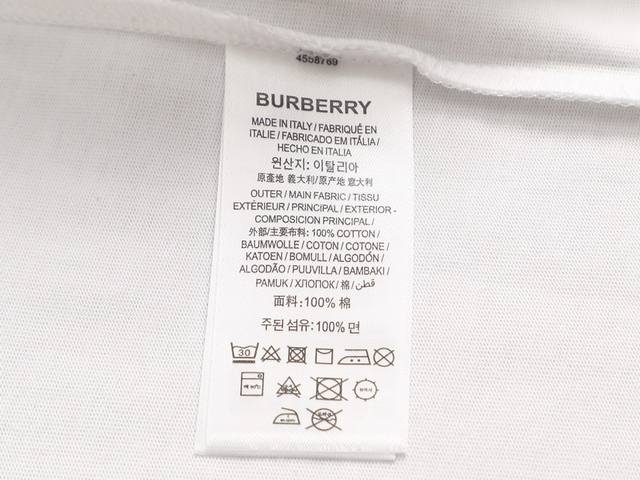 4558769
BURBERRY
MADE IN ITALY / FABRIQUÉ EN
ITALIE / FABRICADO EM ITÁLIA /
HECHO EN ITALIA
원산지: 이탈리아
原產地 義大利/原产地 意大利
OUTER / MAIN FABRIC / TISSU
EXTÉRIEUR / PRINCIPAL / EXTERIOR -
COMPOSICION PRINCIPAL /
外部/主要布料: 100% COTTON /
BAUMWOLLE / COTON / COTONE /
KATOEN / BOMULL / ALGODÓN /
ALGODÃO / PUUVILLA / BAMBAKI /
PAMUK / ХЛОПОК / 棉 / قطن
面料:100% 棉
주된 섬유: 100% 면
30